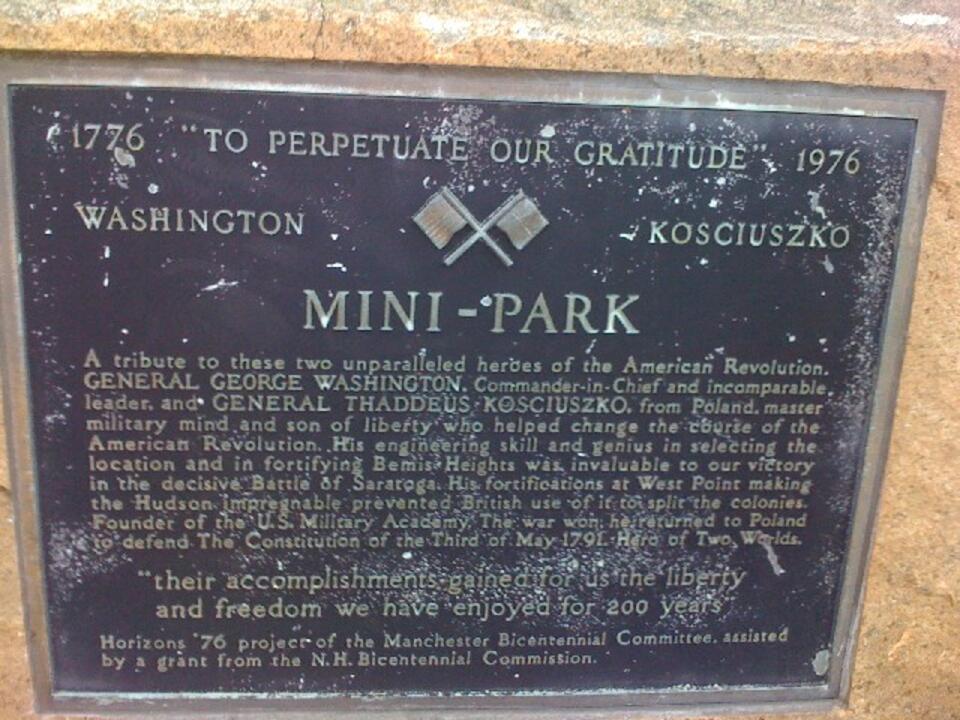 1776 "TO PERPETUATE OUR GRATITUDE" 1976
WASHINGTON KOSCIUSZKO
MINI-PARK
A tribute to these two unparalleled heroes of the American Revolution.
GENERAL GEORGE WASHINGTON, Commander-in-Chief and incomparable
leader, and GENERAL THADDEUS KOSCIUSZKO, from Poland, master
military mind and son of liberty who helped change the course of the
American Revolution. His engineering skill and genius in selecting the
location and in fortifying Bemis Heights was invaluable to our victory
in the decisive Battle of Saratoga. His fortifications at West Point making
the Hudson impregnable prevented British use of it to split the colonies.
Founder of the U.S. Military Academy. The war won, he returned to Poland
to defend The Constitution of the Third of May 1791. Hero of Two Worlds.
"their accomplishments gained for us the liberty
and freedom we have enjoyed for 200 years"
Horizons '76 project of the Manchester Bicentennial Committee, assisted
by a grant from the N.H. Bicentennial Commission.